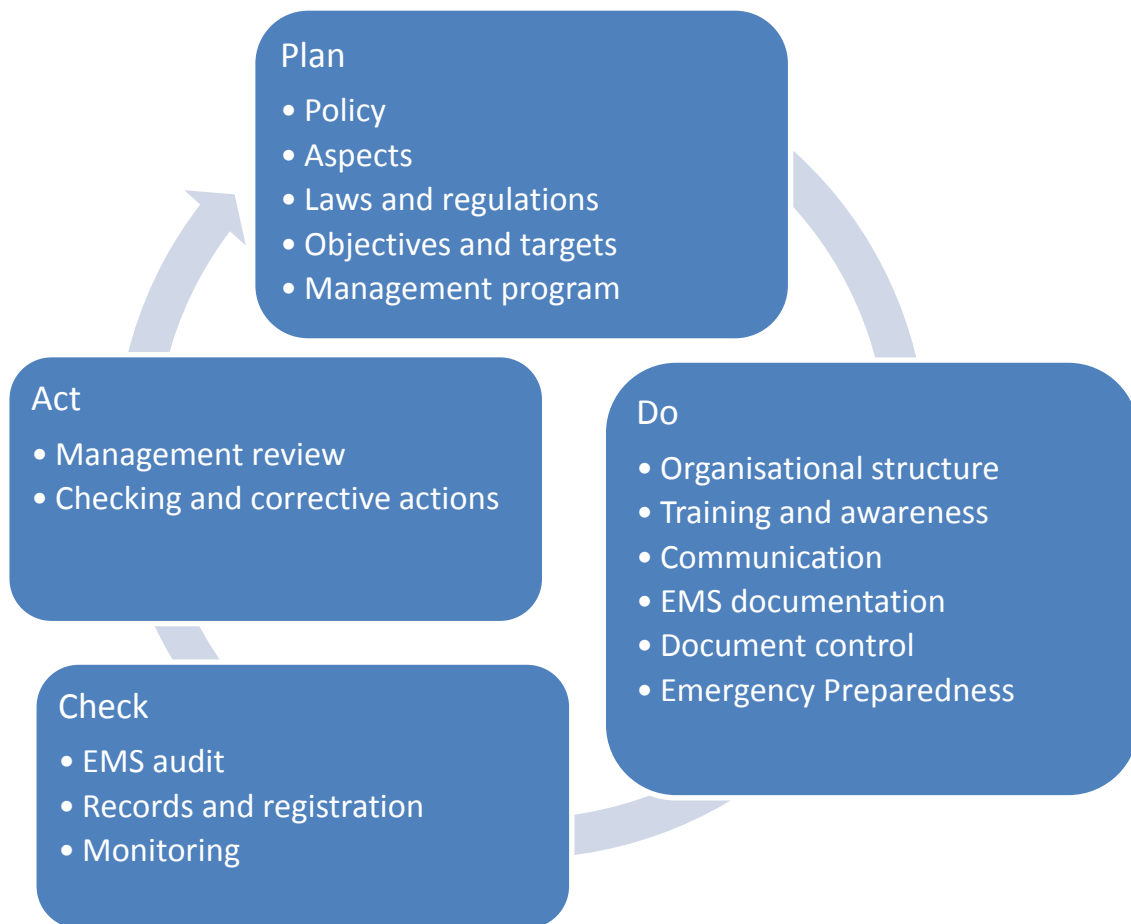 Plan
• Policy
• Aspects
• Laws and regulations
• Objectives and targets
• Management program
Do
• Organisational structure
• Training and awareness
• Communication
• EMS documentation
• Document control
• Emergency Preparedness
Check
• EMS audit
• Records and registration
• Monitoring
Act
• Management review
• Checking and corrective actions